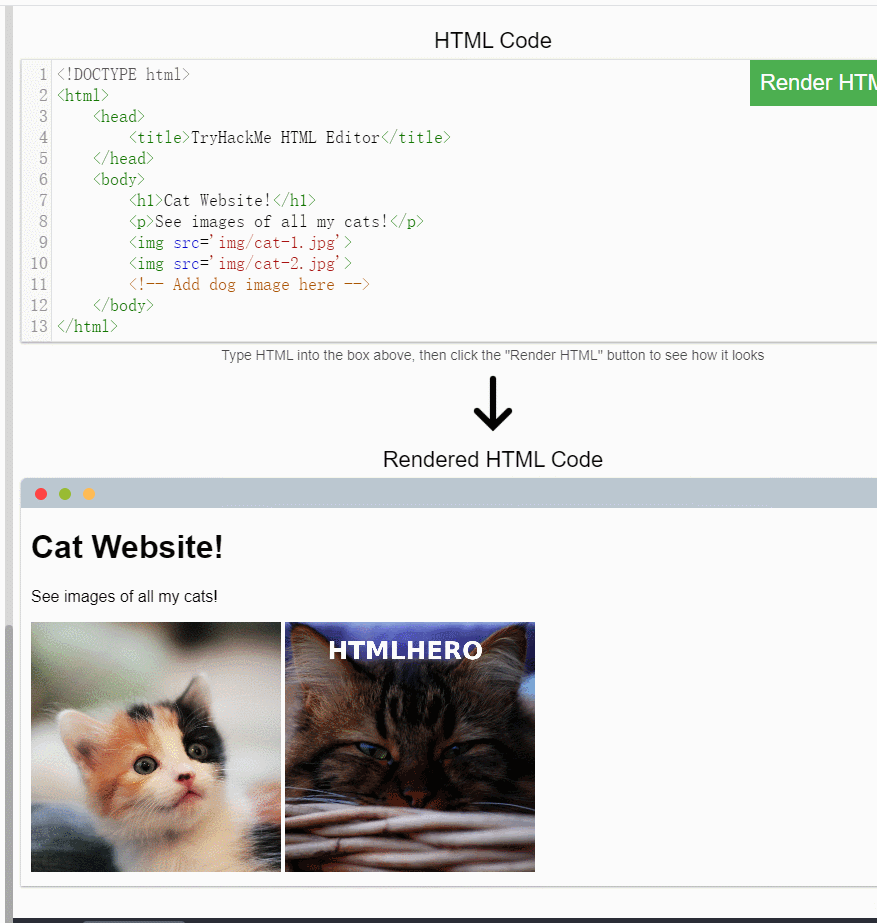 HTML Code
Render HTM
1 <!DOCTYPE html>
2 <html>
3     <head>
4         <title>TryHackMe HTML Editor</title>
5     </head>
6     <body>
7         <h1>Cat Website!</h1>
8         <p>See images of all my cats!</p>
9         <img src='img/cat-1.jpg'>
10         <img src='img/cat-2.jpg'>
11         <!-- Add dog image here -->
12     </body>
13 </html>
Type HTML into the box above, then click the "Render HTML" button to see how it looks
Rendered HTML Code
Cat Website!
See images of all my cats!
HTMLHERO